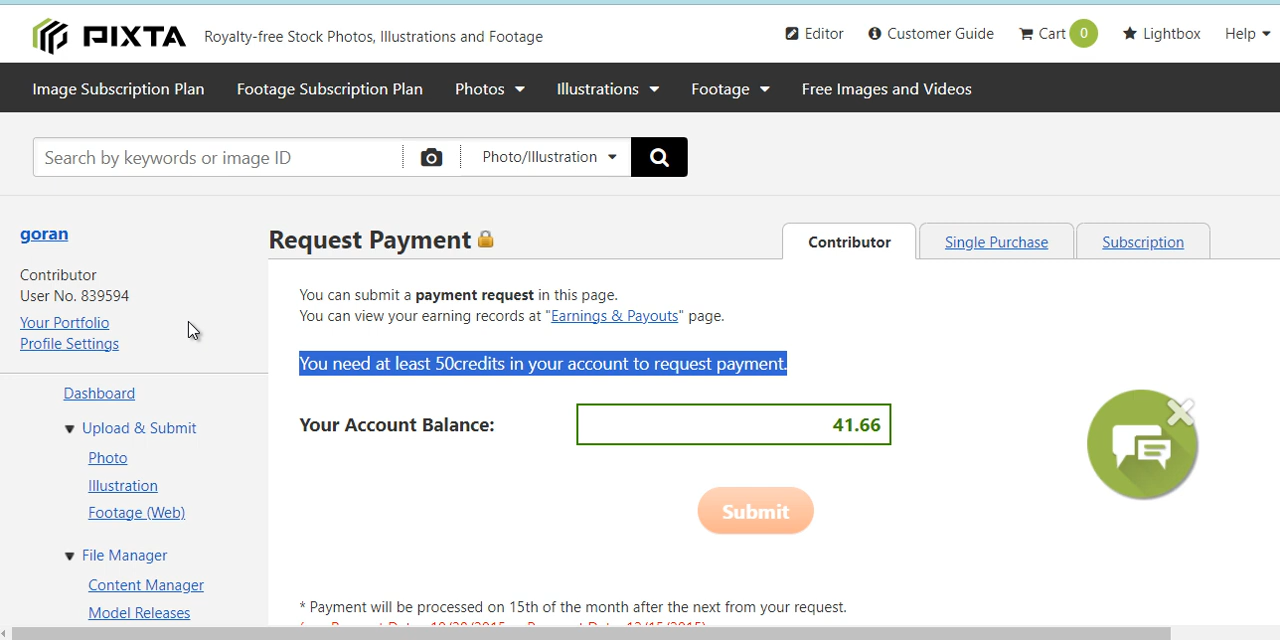 PIXTA Royalty-free Stock Photos, Illustrations and Footage Editor Customer Guide Cart 0 Lightbox Help
Image Subscription Plan Footage Subscription Plan Photos Illustrations Footage Free Images and Videos
Search by keywords or image ID Photo/Illustration
goran
Contributor
User No. 839594
Your Portfolio
Profile Settings
Dashboard
Upload & Submit
Photo
Illustration
Footage (Web)
File Manager
Content Manager
Model Releases
Request Payment Contributor Single Purchase Subscription
You can submit a payment request in this page.
You can view your earning records at "Earnings & Payouts" page.
You need at least 50credits in your account to request payment.
Your Account Balance: 41.66
Submit
* Payment will be processed on 15th of the month after the next from your request.